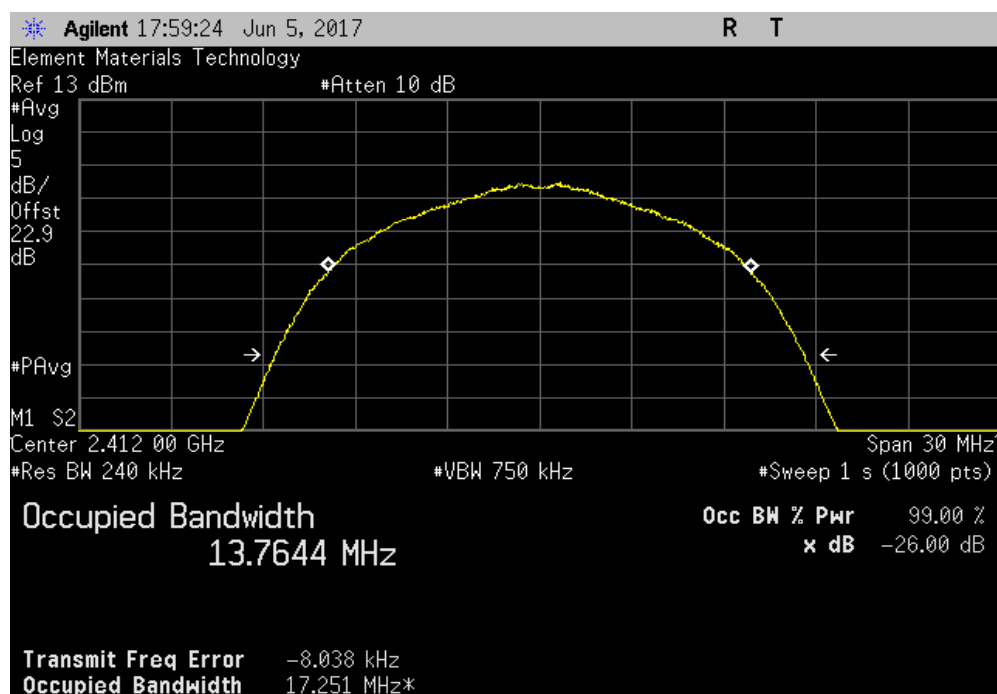 Agilent 17:59:24 Jun 5, 2017 R T
Element Materials Technology
Ref 13 dBm #Atten 10 dB
#Avg
Log
5
dB/
Offst
22.9
dB
#PAvg
M1 S2
Center 2.412 00 GHz Span 30 MHz
#Res BW 240 kHz #VBW 750 kHz #Sweep 1 s (1000 pts)
Occupied Bandwidth Occ BW % Pwr 99.00 %
13.7644 MHz x dB -26.00 dB
Transmit Freq Error -8.038 kHz
Occupied Bandwidth 17.251 MHz*